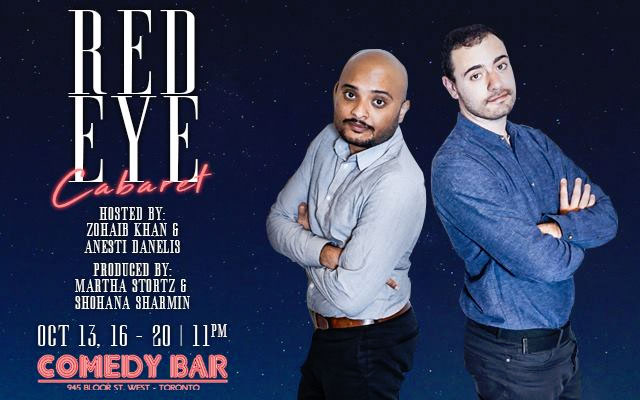 RED
EYE
Cabaret
HOSTED BY:
ZOHAIB KHAN &
ANESTI DANELIS
PRODUCED BY:
MARTHA STORTZ &
SHOHANA SHARMIN
OCT 13, 16 - 20 | 11PM
COMEDY BAR
945 BLOOR ST. WEST - TORONTO